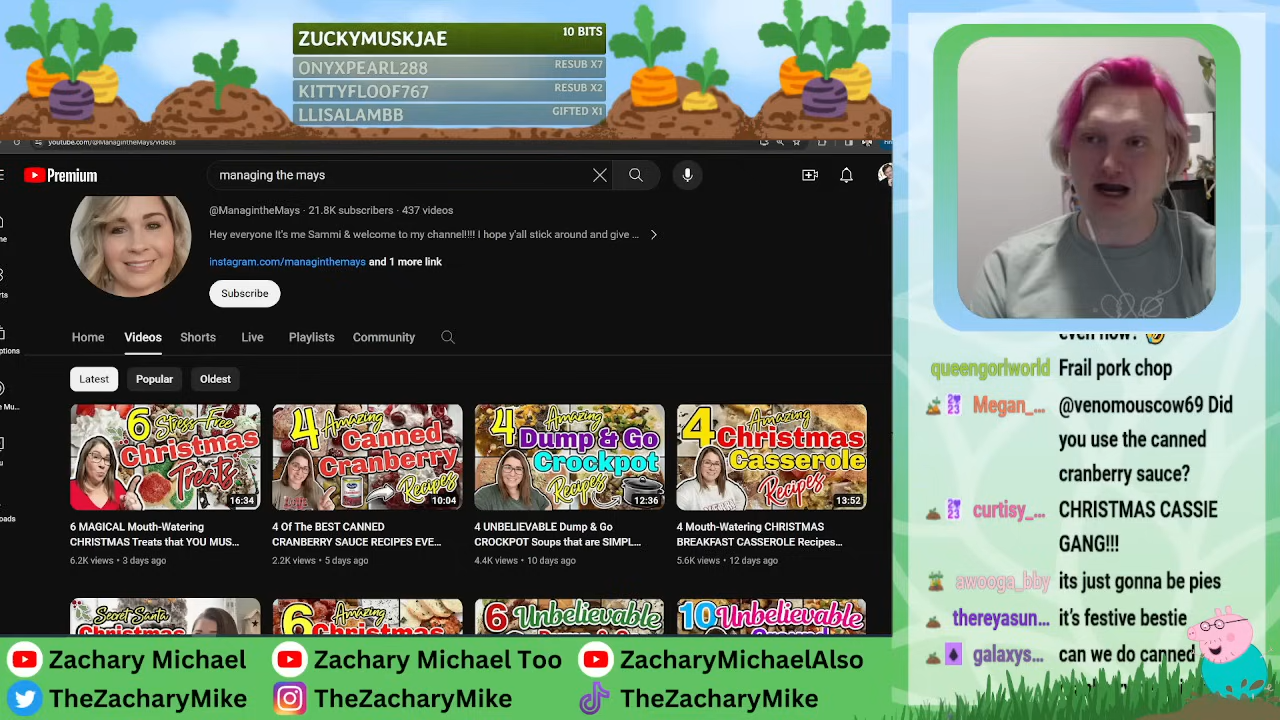 ZUCKYMUSKJAE 10 BITS
ONYXPEARL288 RESUB X7
KITTYFLOOF767 RESUB X2
LLISALAMBB GIFTED X1
youtube.com/@ManagintheMays/videos
Premium
managing the mays
@ManagintheMays · 21.8K subscribers · 437 videos
Hey everyone It's me Sammi & welcome to my channel!!!! I hope y'all stick around and give ...
instagram.com/managinthemays and 1 more link
Subscribe
Home Videos Shorts Live Playlists Community
Latest Popular Oldest
6 Stress-Free Christmas Treats 16:34
4 Amazing Canned Cranberry Recipes 10:04
4 Amazing Dump & Go Crockpot Recipes 12:36
4 Amazing Christmas Casserole Recipes 13:52
6 MAGICAL Mouth-Watering
CHRISTMAS Treats that YOU MUS...
6.2K views · 3 days ago
4 Of The BEST CANNED
CRANBERRY SAUCE RECIPES EVE...
2.2K views · 5 days ago
4 UNBELIEVABLE Dump & Go
CROCKPOT Soups that are SIMPL...
4.4K views · 10 days ago
4 Mouth-Watering CHRISTMAS
BREAKFAST CASSEROLE Recipes...
5.6K views · 12 days ago
Secret Santa
Christmas
6 Amazing
6 Unbelievable
10 Unbelievable
even now?
queengorlworld Frail pork chop
23 Megan_... @venomouscow69 Did
you use the canned
cranberry sauce?
23 curtisy_... CHRISTMAS CASSIE
GANG!!!
awooga_bby its just gonna be pies
thereyasun... it's festive bestie
galaxys... can we do canned
Zachary Michael Zachary Michael Too ZacharyMichaelAlso
TheZacharyMike TheZacharyMike TheZacharyMike